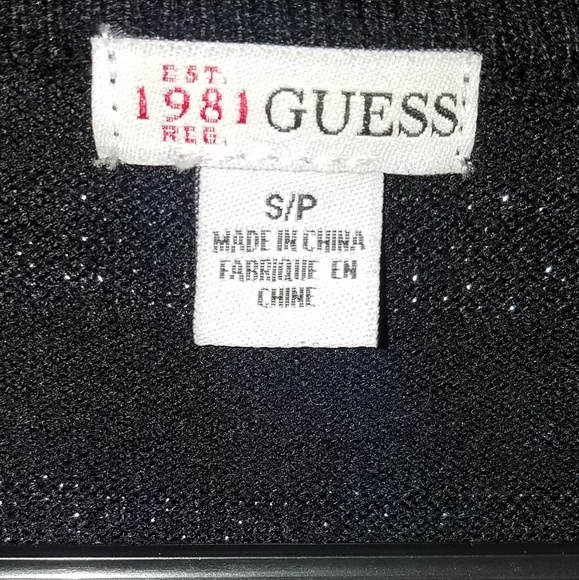 EST.
1981 GUESS
REG.
S/P
MADE IN CHINA
FABRIQUE EN
CHINE